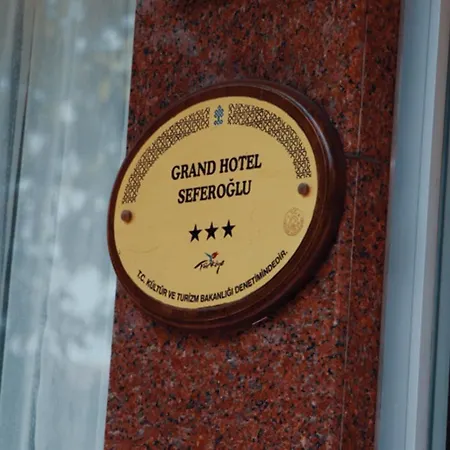 GRAND HOTEL
SEFEROĞLU
★★★
Türkiye
T.C. KÜLTÜR VE TURİZM BAKANLIĞI DENETİMİNDEDİR.